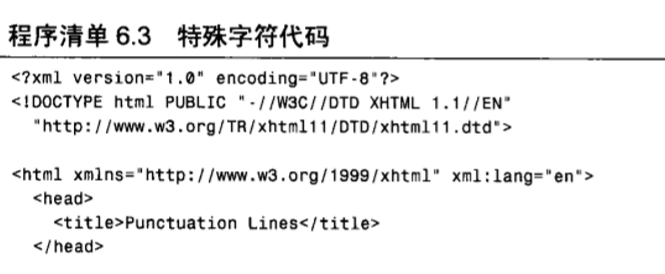 程序清单 6.3 特殊字符代码
<?xml version="1.0" encoding="UTF-8"?>
<!DOCTYPE html PUBLIC "-//W3C//DTD XHTML 1.1//EN"
"http://www.w3.org/TR/xhtml11/DTD/xhtml11.dtd">
<html xmlns="http://www.w3.org/1999/xhtml" xml:lang="en">
<head>
<title>Punctuation Lines</title>
</head>